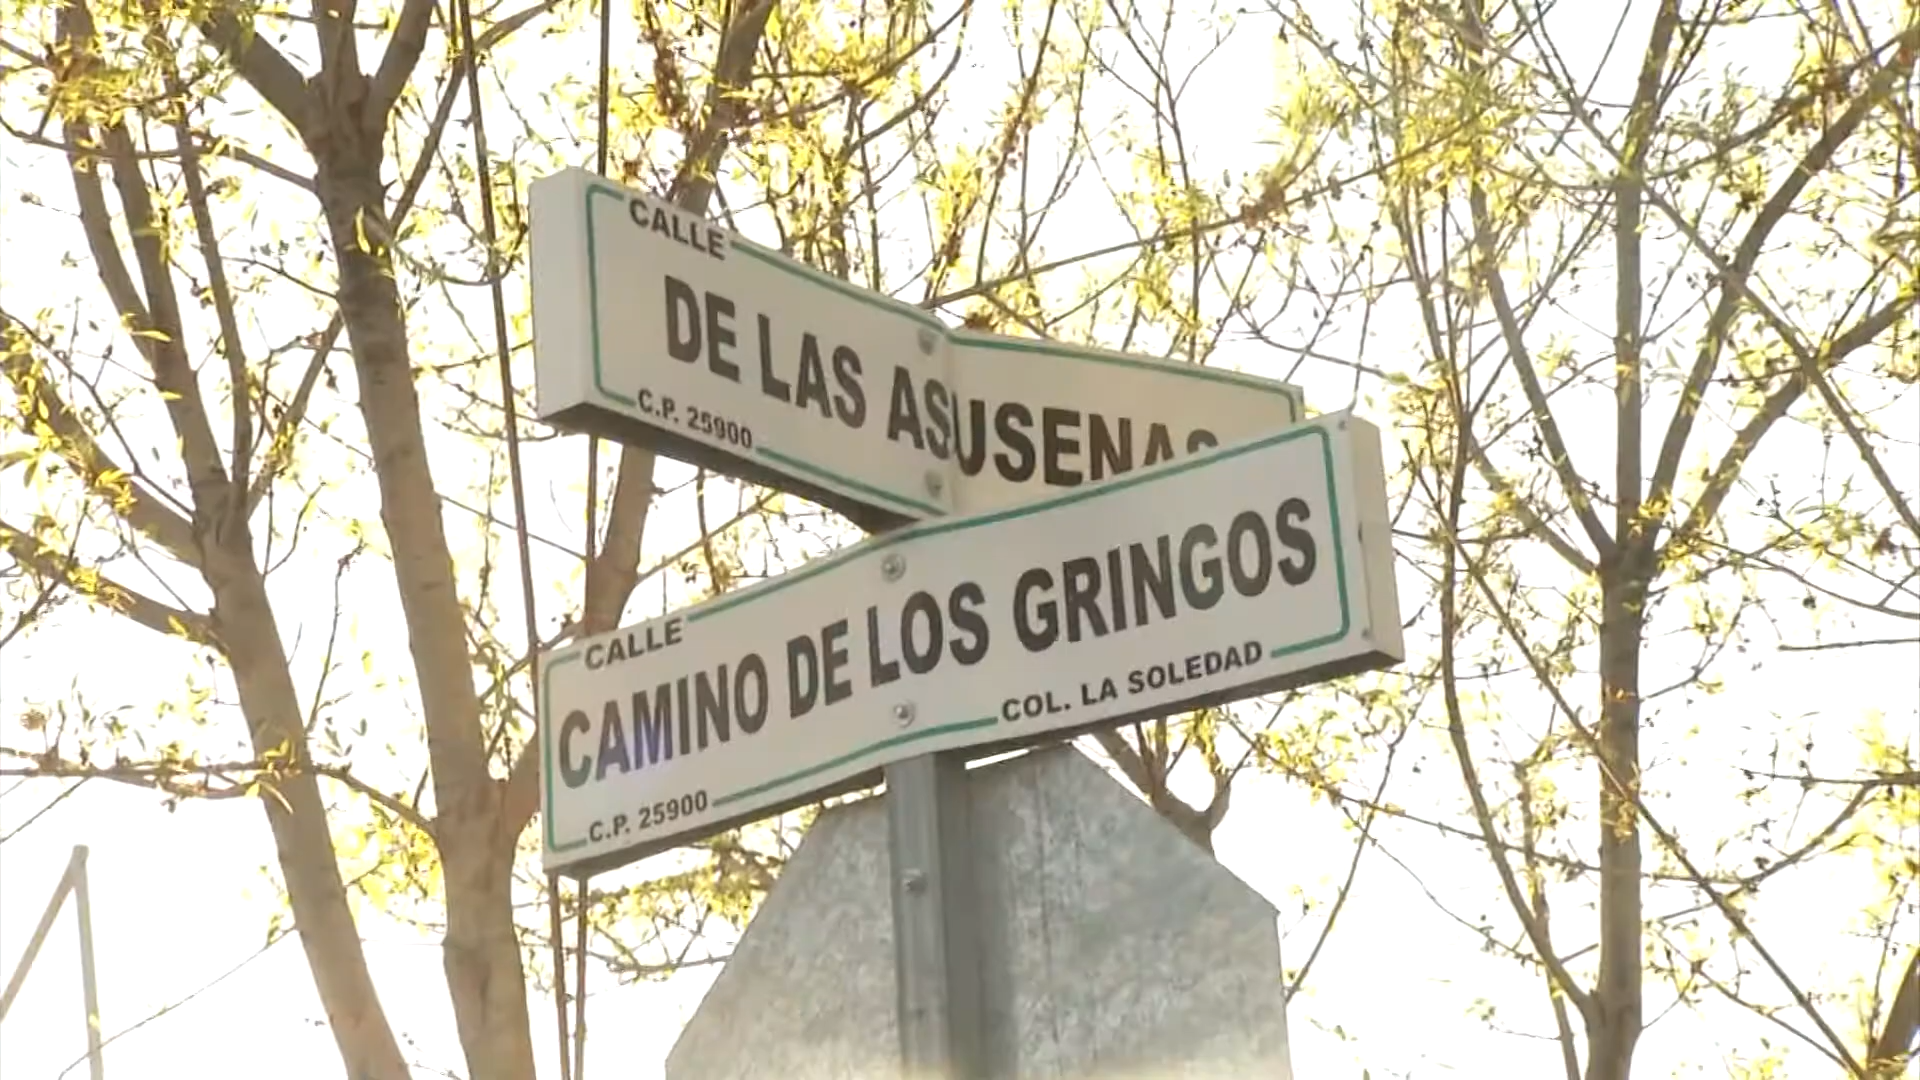 CALLE
DE LAS ASUSENAS
C.P. 25900
CALLE
CAMINO DE LOS GRINGOS
COL. LA SOLEDAD
C.P. 25900